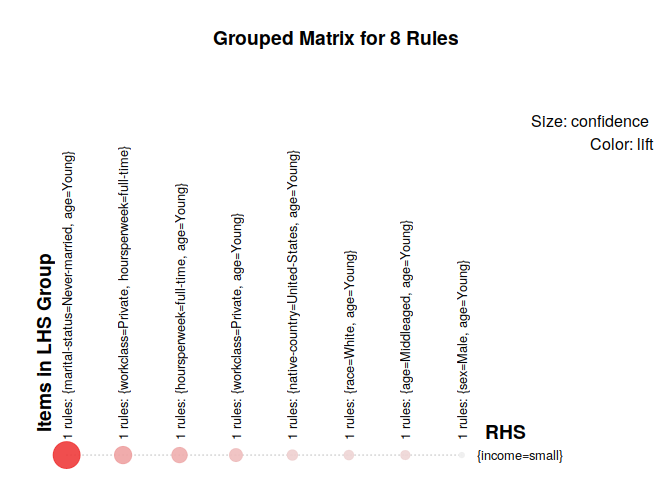 Grouped Matrix for 8 Rules
Size: confidence
Color: lift
Items in LHS Group
1 rules: {marital-status=Never-married, age=Young}
1 rules: {workclass=Private, hoursperweek=full-time}
1 rules: {hoursperweek=full-time, age=Young}
1 rules: {workclass=Private, age=Young}
1 rules: {native-country=United-States, age=Young}
1 rules: {race=White, age=Young}
1 rules: {age=Middleaged, age=Young}
1 rules: {sex=Male, age=Young}
RHS
{income=small}